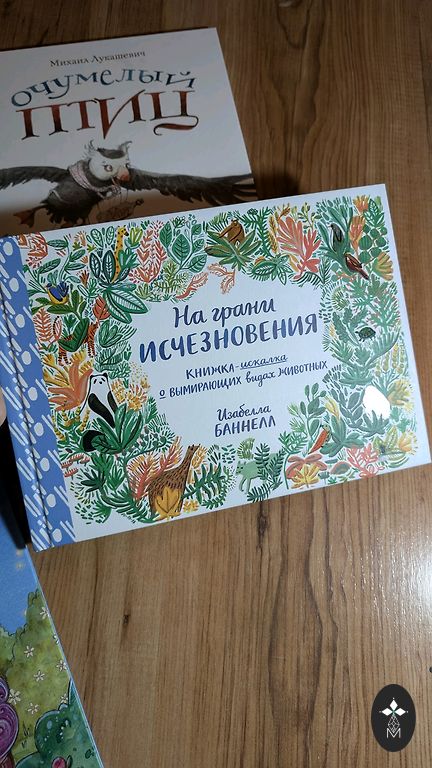 Михаил Лукашевич
ОЧУМЕЛЫЙ
ПТИЦ
На грани
ИСЧЕЗНОВЕНИЯ
КНИЖКА-искалка
о ВЫМИРАЮЩИХ видах ЖИВОТНЫХ
Изабелла
БАННЕЛЛ
М